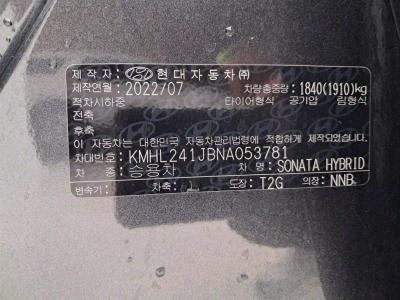 제 작 자: 현대자동차㈜
제작연월: 2022/07 차량총중량: 1840(1910)kg
적차시하중 타이어형식 공기압 림형식
전축
후축
이 자동차는 대한민국 자동차관리법령에 적합하게 제작되었습니다.
차대번호: KMHL241JBNA053781
차 종: 승용차 차 명: SONATA HYBRID
변속기: 차축: 도장: T2G 의장: NNB